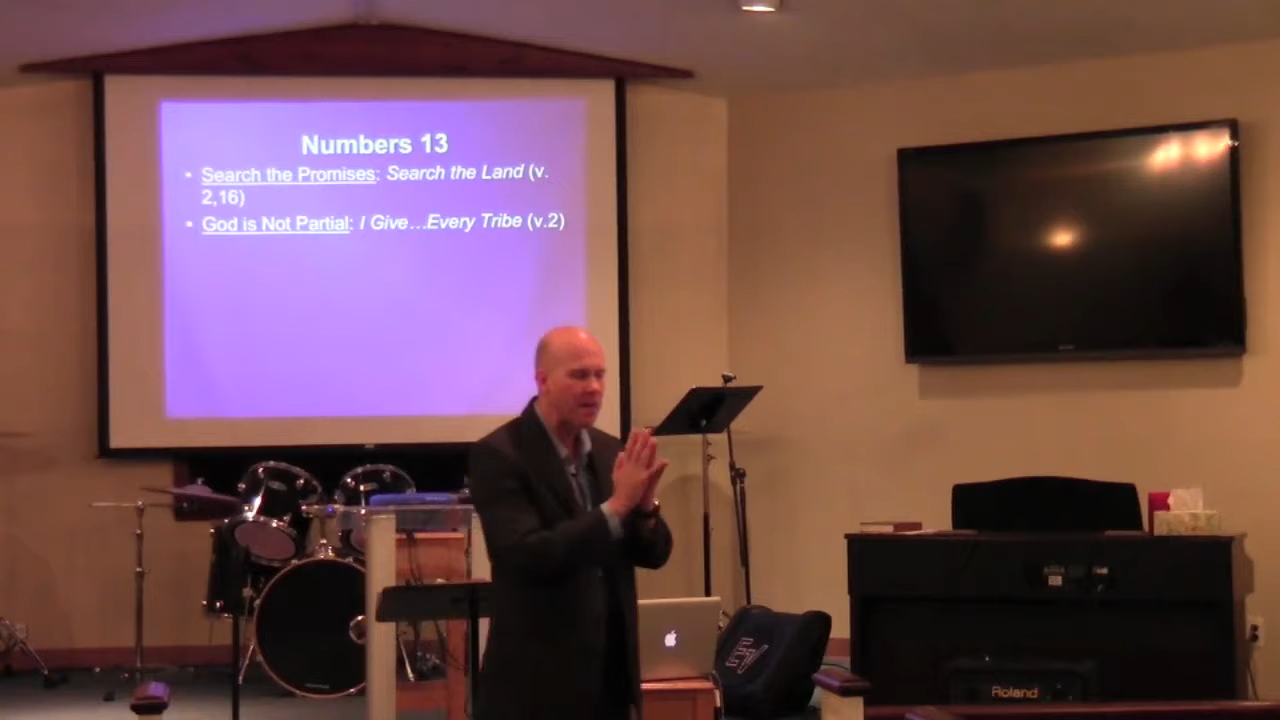 Numbers 13
• Search the Promises: Search the Land (v.
2,16)
• God is Not Partial: I Give…Every Tribe (v.2)
Roland